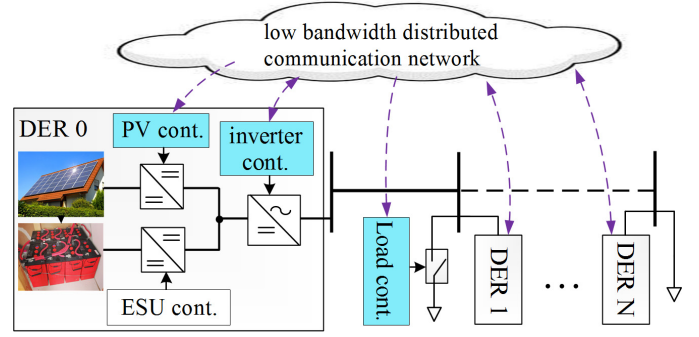 low bandwidth distributed
communication network
DER 0
PV cont.
inverter
cont.
ESU cont.
Load cont.
DER 1
...
DER N